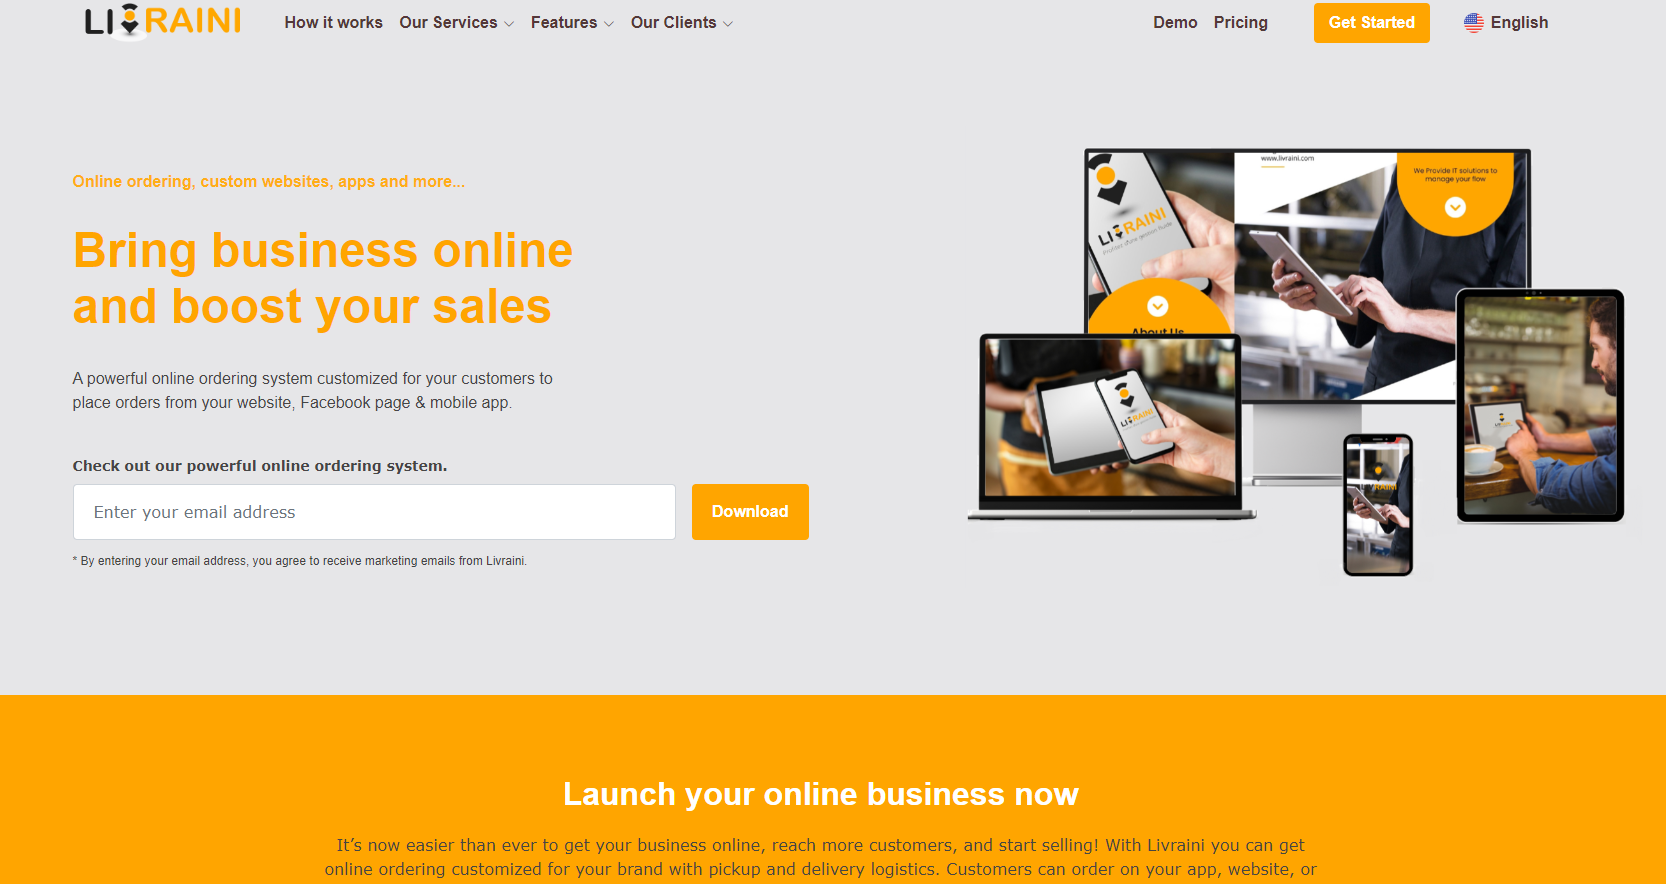 LIVRAINI
How it works Our Services Features Our Clients
Demo Pricing Get Started English
Online ordering, custom websites, apps and more...
Bring business online
and boost your sales
A powerful online ordering system customized for your customers to
place orders from your website, Facebook page & mobile app.
Check out our powerful online ordering system.
Enter your email address
Download
* By entering your email address, you agree to receive marketing emails from Livraini.
www.livraini.com
We Provide IT solutions to
manage your flow
LIVRAINI
About Us
LIVRAINI
Launch your online business now
It’s now easier than ever to get your business online, reach more customers, and start selling! With Livraini you can get
online ordering customized for your brand with pickup and delivery logistics. Customers can order on your app, website, or